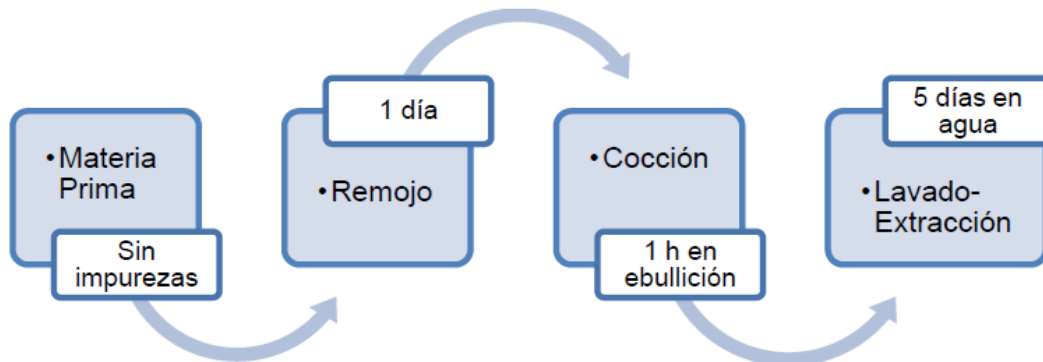 •Materia
Prima
Sin
impurezas
1 día
•Remojo
•Cocción
1 h en
ebullición
5 días en
agua
•Lavado-
Extracción